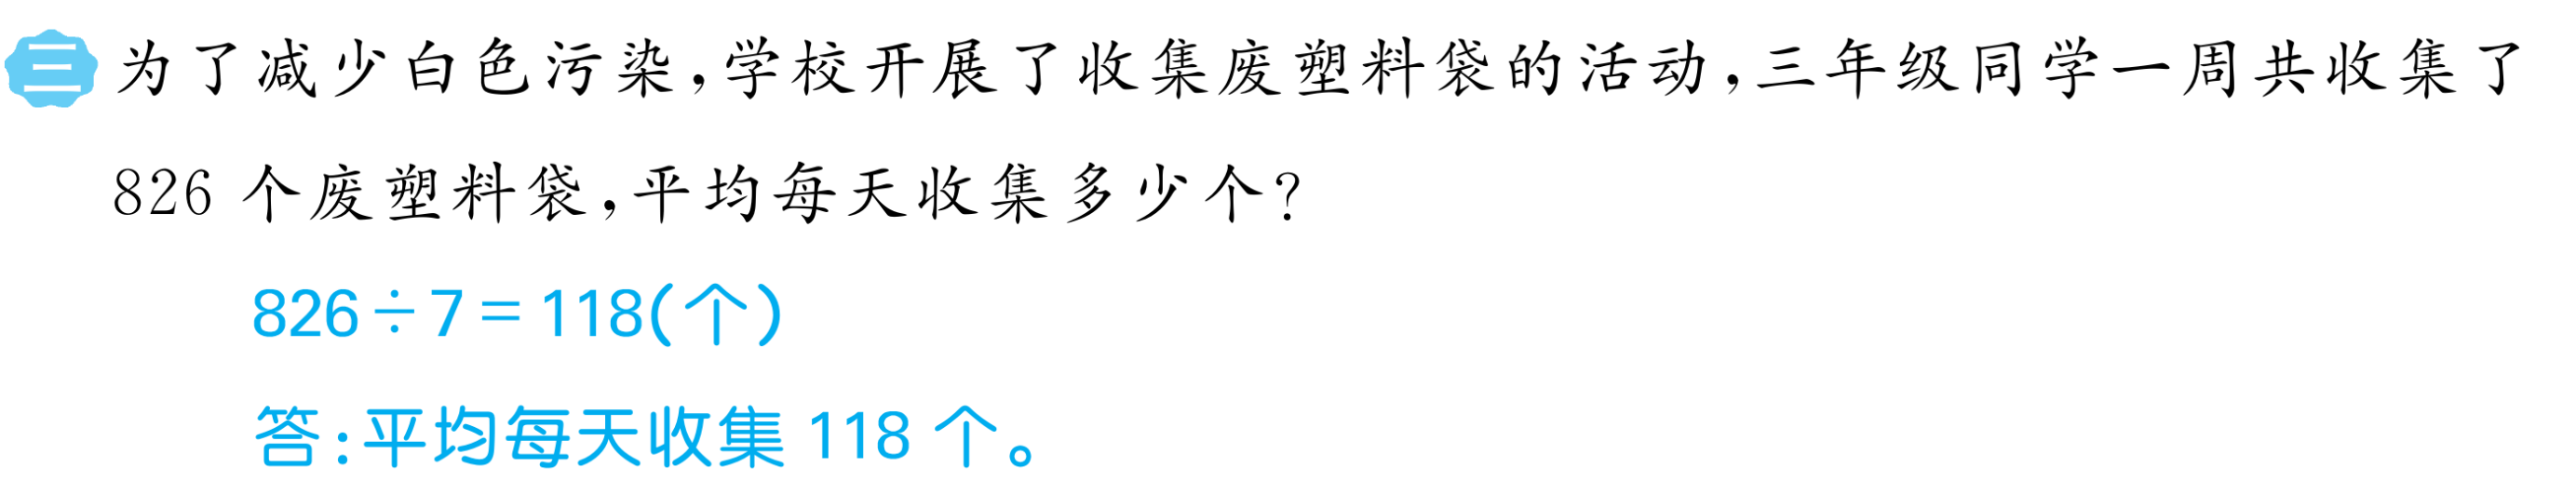 三 为了减少白色污染,学校开展了收集废塑料袋的活动,三年级同学一周共收集了
826 个废塑料袋,平均每天收集多少个?
826÷7=118(个)
答:平均每天收集 118 个。